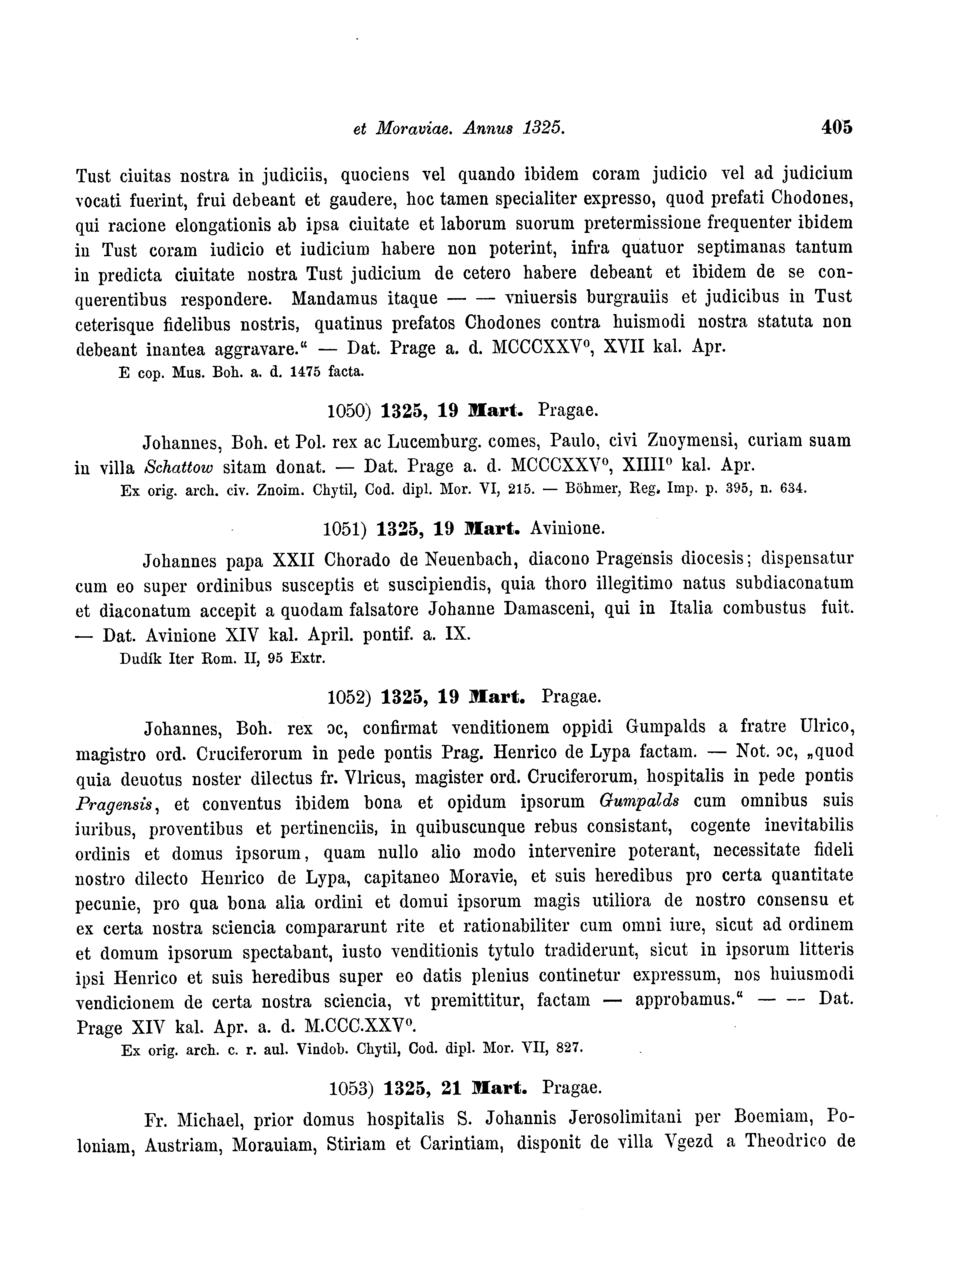 et Moraviae. Annus 1325. 405
Tust ciuitas nostra in judiciis, quociens vel quando ibidem coram judicio vel ad judicium
vocati fuerint, frui debeant et gaudere, hoc tamen specialiter expresso, quod prefati Chodones,
qui racione elongationis ab ipsa ciuitate et laborum suorum pretermissione frequenter ibidem
in Tust coram iudicio et iudicium habere non poterint, infra quatuor septimanas tantum
in predicta ciuitate nostra Tust judicium de cetero habere debeant et ibidem de se con-
querentibus respondere. Mandamus itaque — — vniuersis burgrauiis et judicibus in Tust
ceterisque fidelibus nostris, quatinus prefatos Chodones contra huismodi nostra statuta non
debeant inantea aggravare.“ — Dat. Prage a. d. MCCCXXVº, XVII kal. Apr.
E cop. Mus. Boh. a. d. 1475 facta.
1050) 1325, 19 Mart. Pragae.
Johannes, Boh. et Pol. rex ac Lucemburg. comes, Paulo, civi Znoymensi, curiam suam
in villa Schattow sitam donat. — Dat. Prage a. d. MCCCXXVº, XIIIIº kal. Apr.
Ex orig. arch. civ. Znoim. Chytil, Cod. dipl. Mor. VI, 215. — Böhmer, Reg. Imp. p. 395, n. 634.
1051) 1325, 19 Mart. Avinione.
Johannes papa XXII Chorado de Neuenbach, diacono Pragensis diocesis; dispensatur
cum eo super ordinibus susceptis et suscipiendis, quia thoro illegitimo natus subdiaconatum
et diaconatum accepit a quodam falsatore Johanne Damasceni, qui in Italia combustus fuit.
— Dat. Avinione XIV kal. April. pontif. a. IX.
Dudík Iter Rom. II, 95 Extr.
1052) 1325, 19 Mart. Pragae.
Johannes, Boh. rex ɔc, confirmat venditionem oppidi Gumpalds a fratre Ulrico,
magistro ord. Cruciferorum in pede pontis Prag. Henrico de Lypa factam. — Not. ɔc, „quod
quia deuotus noster dilectus fr. Vlricus, magister ord. Cruciferorum, hospitalis in pede pontis
Pragensis, et conventus ibidem bona et opidum ipsorum Gumpalds cum omnibus suis
iuribus, proventibus et pertinenciis, in quibuscunque rebus consistant, cogente inevitabilis
ordinis et domus ipsorum, quam nullo alio modo intervenire poterant, necessitate fideli
nostro dilecto Henrico de Lypa, capitaneo Moravie, et suis heredibus pro certa quantitate
pecunie, pro qua bona alia ordini et domui ipsorum magis utiliora de nostro consensu et
ex certa nostra sciencia compararunt rite et rationabiliter cum omni iure, sicut ad ordinem
et domum ipsorum spectabant, iusto venditionis tytulo tradiderunt, sicut in ipsorum litteris
ipsi Henrico et suis heredibus super eo datis plenius continetur expressum, nos huiusmodi
vendicionem de certa nostra sciencia, vt premittitur, factam — approbamus.“ — — Dat.
Prage XIV kal. Apr. a. d. M.CCC.XXVº.
Ex orig. arch. c. r. aul. Vindob. Chytil, Cod. dipl. Mor. VII, 827.
1053) 1325, 21 Mart. Pragae.
Fr. Michael, prior domus hospitalis S. Johannis Jerosolimitani per Boemiam, Po-
loniam, Austriam, Morauiam, Stiriam et Carintiam, disponit de villa Vgezd a Theodrico de